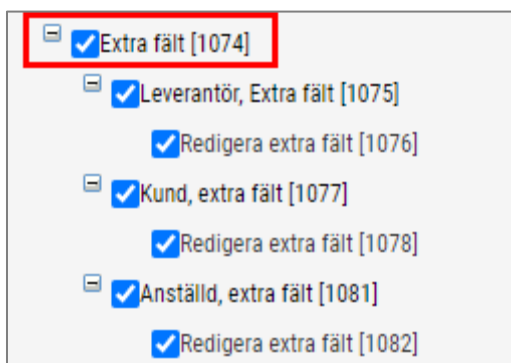 Extra fält [1074]
Leverantör, Extra fält [1075]
Redigera extra fält [1076]
Kund, extra fält [1077]
Redigera extra fält [1078]
Anställd, extra fält [1081]
Redigera extra fält [1082]